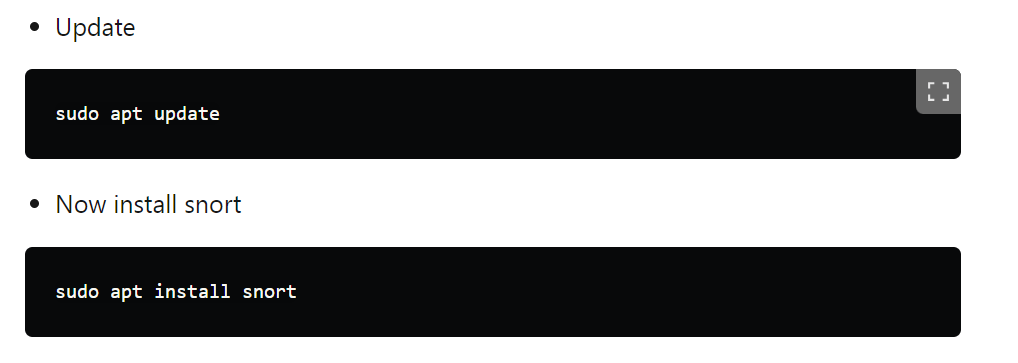 Update
sudo apt update
Now install snort
sudo apt install snort